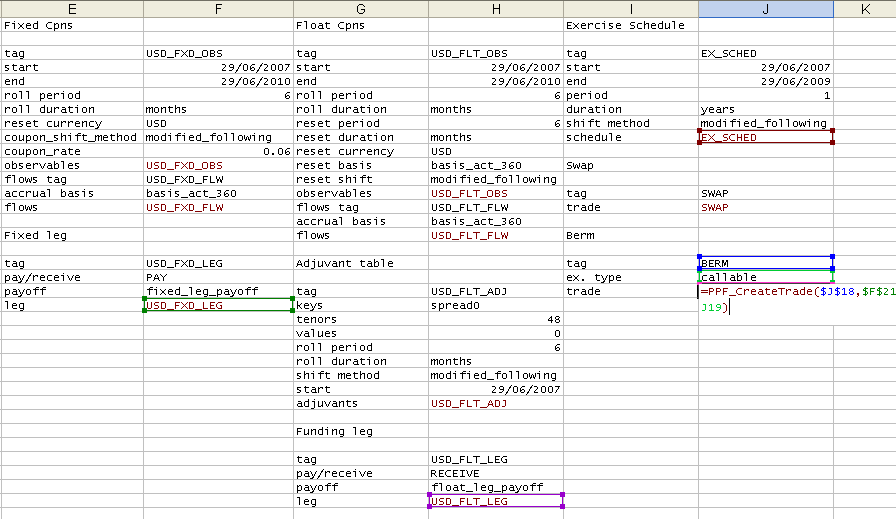 E F G H I J K
Fixed Cpns Float Cpns Exercise Schedule
tag USD_FXD_OBS tag USD_FLT_OBS tag EX_SCHED
start 29/06/2007 start 29/06/2007 start 29/06/2007
end 29/06/2010 end 29/06/2010 end 29/06/2009
roll period 6 roll period 6 period 1
roll duration months roll duration months duration years
reset currency USD reset period 6 shift method modified_following
coupon_shift_method modified_following reset duration months schedule EX_SCHED
coupon_rate 0.06 reset currency USD
observables USD_FXD_OBS reset basis basis_act_360 Swap
flows tag USD_FXD_FLW reset shift modified_following
accrual basis basis_act_360 observables USD_FLT_OBS tag SWAP
flows USD_FXD_FLW flows tag USD_FLT_FLW trade SWAP
accrual basis basis_act_360
Fixed leg flows USD_FLT_FLW Berm
tag USD_FXD_LEG Adjuvant table tag BERM
pay/receive PAY ex. type callable
payoff fixed_leg_payoff tag USD_FLT_ADJ trade =PPF_CreateTrade($J$18,$F$21
leg USD_FXD_LEG keys spread0 J19)
tenors 48
values 0
roll period 6
roll duration months
shift method modified_following
start 29/06/2007
adjuvants USD_FLT_ADJ
Funding leg
tag USD_FLT_LEG
pay/receive RECEIVE
payoff float_leg_payoff
leg USD_FLT_LEG